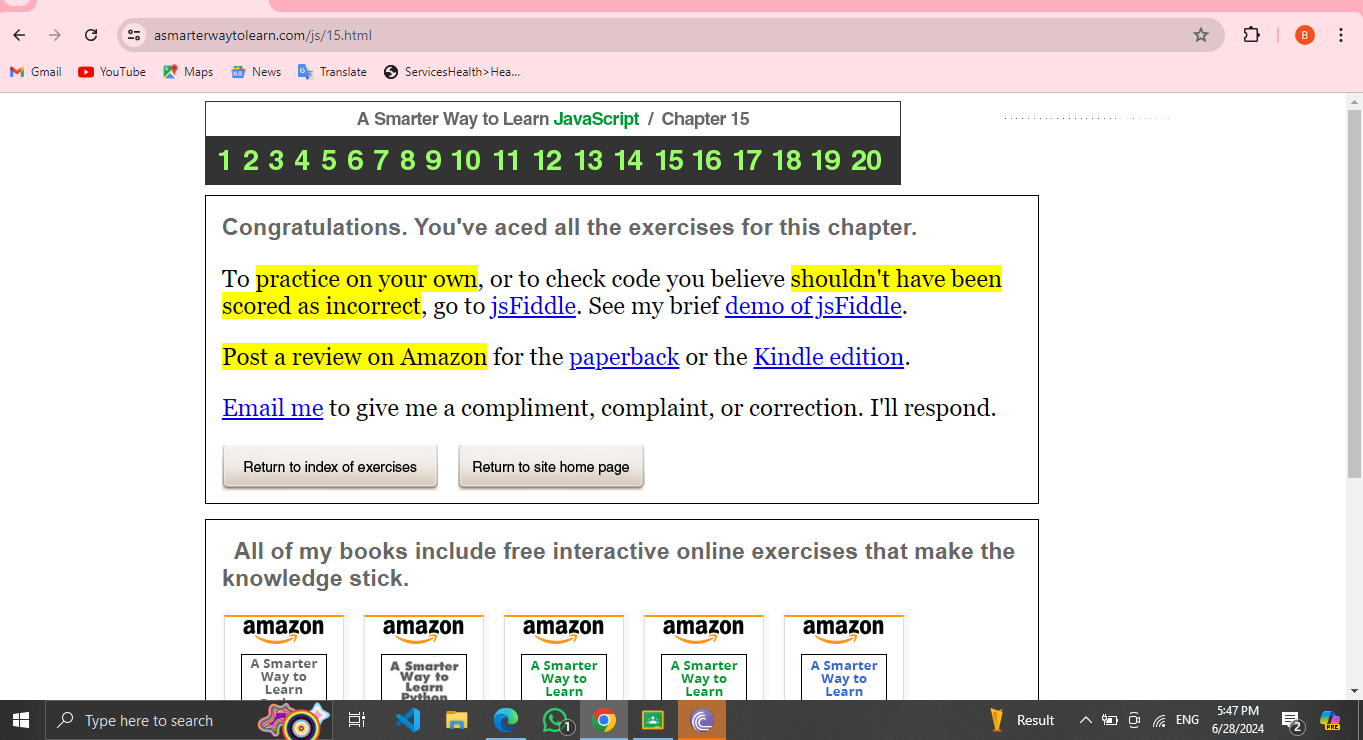 asmarterwaytolearn.com/js/15.html
B
Gmail YouTube Maps News Translate ServicesHealth>Hea...
A Smarter Way to Learn JavaScript / Chapter 15
1 2 3 4 5 6 7 8 9 10 11 12 13 14 15 16 17 18 19 20
Congratulations. You've aced all the exercises for this chapter.
To practice on your own, or to check code you believe shouldn't have been
scored as incorrect, go to jsFiddle. See my brief demo of jsFiddle.
Post a review on Amazon for the paperback or the Kindle edition.
Email me to give me a compliment, complaint, or correction. I'll respond.
Return to index of exercises Return to site home page
All of my books include free interactive online exercises that make the
knowledge stick.
amazon amazon amazon amazon amazon
A Smarter A Smarter A Smarter A Smarter A Smarter
Way to Way to Way to Way to Way to
Learn Learn Learn Learn Learn
Python
Type here to search
1
Result
ENG
5:47 PM
6/28/2024
2
PRE